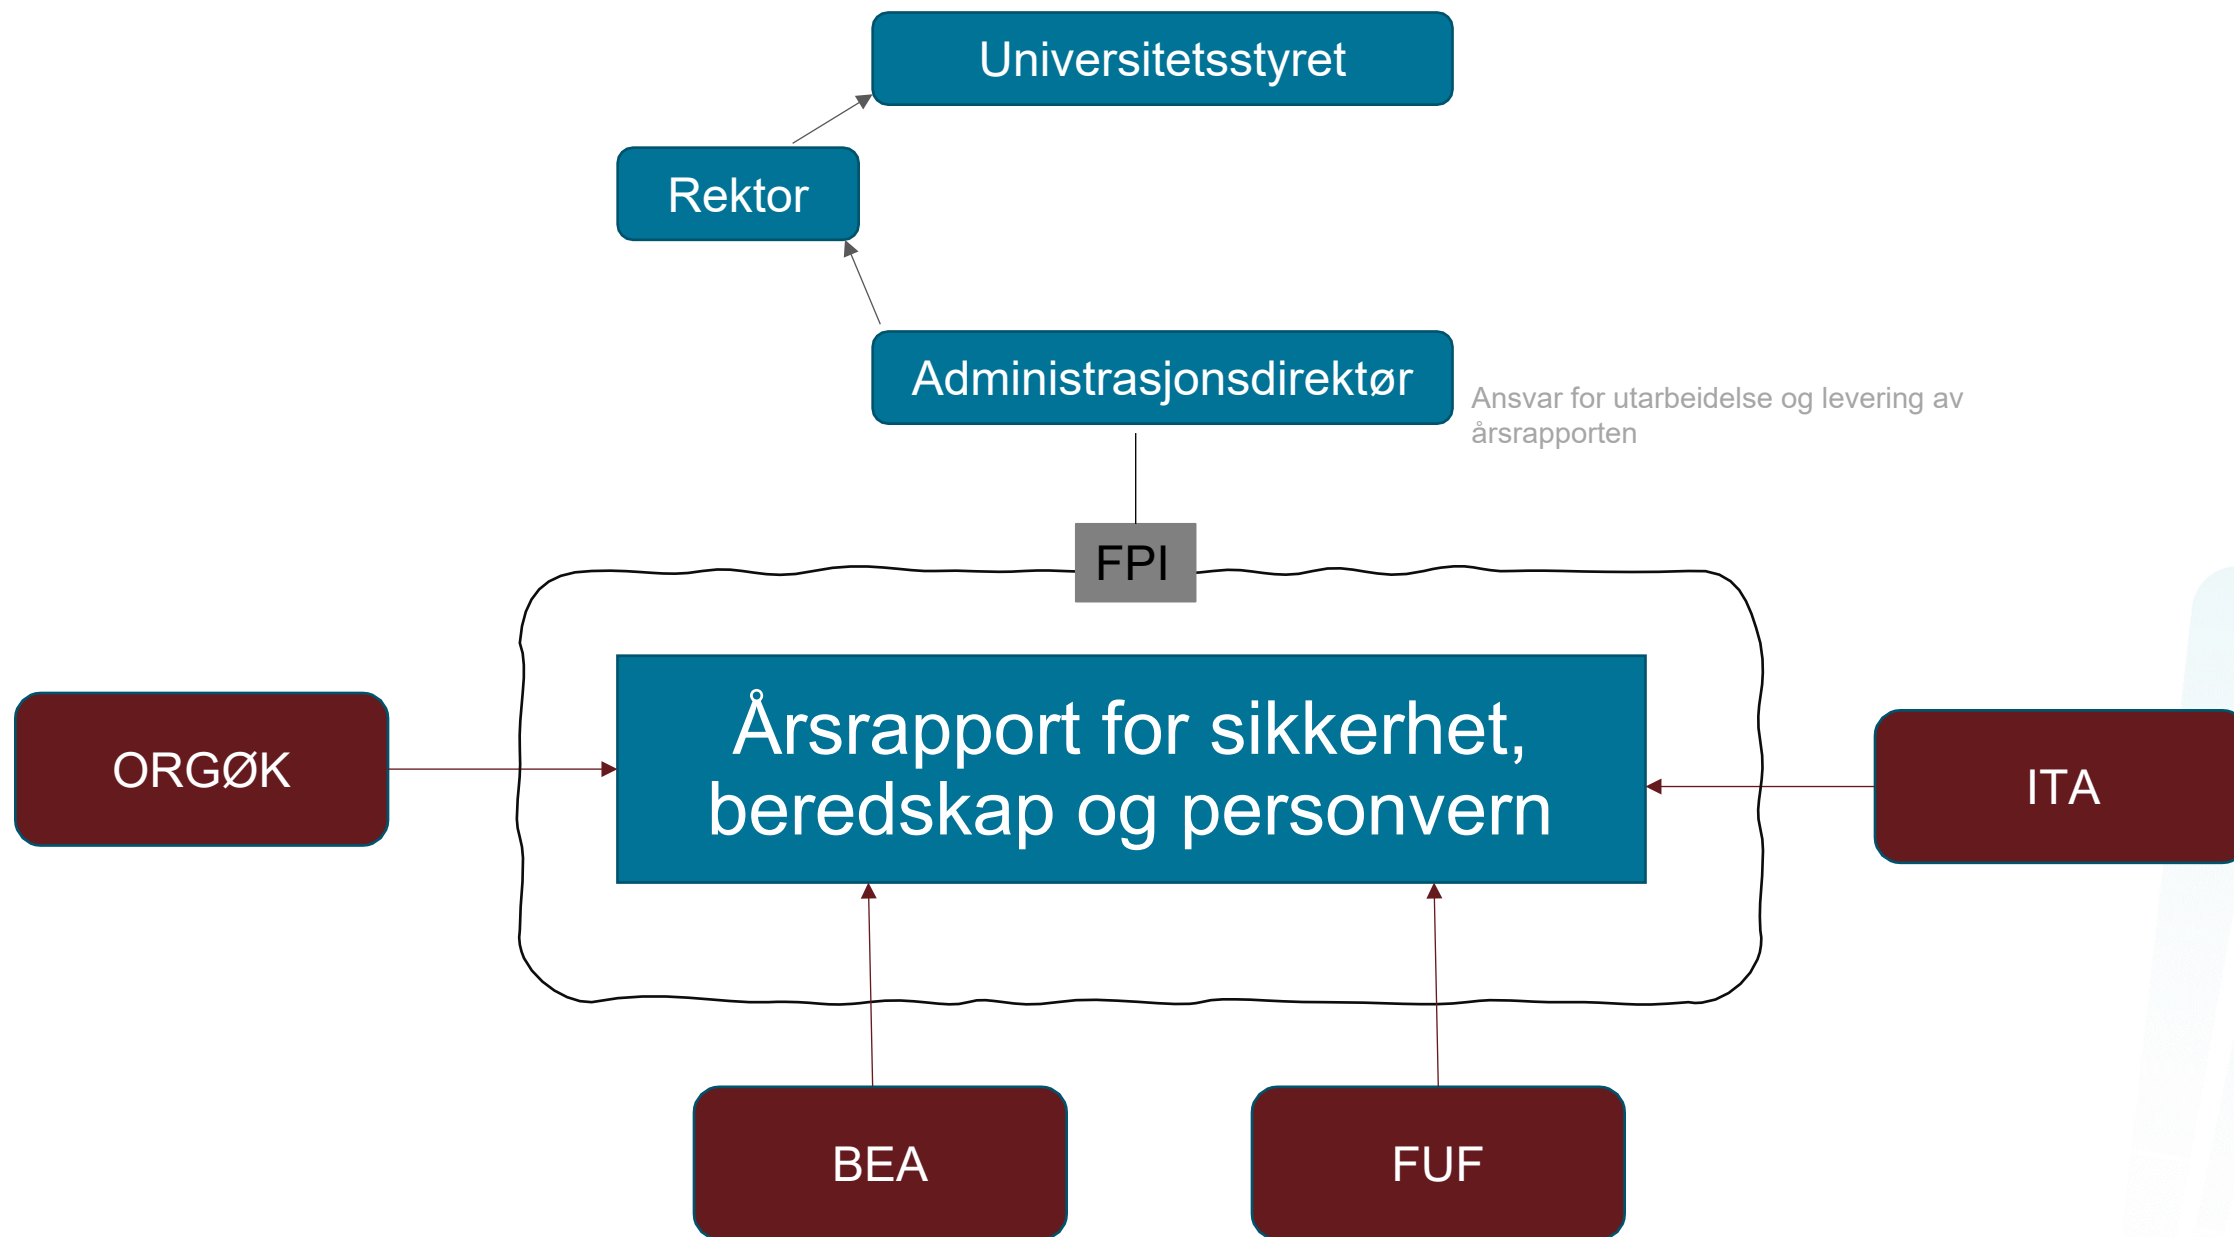 Universitetsstyret
Rektor
Administrasjonsdirektør
Ansvar for utarbeidelse og levering av
årsrapporten
FPI
Årsrapport for sikkerhet,
beredskap og personvern
ORGØK
ITA
BEA
FUF